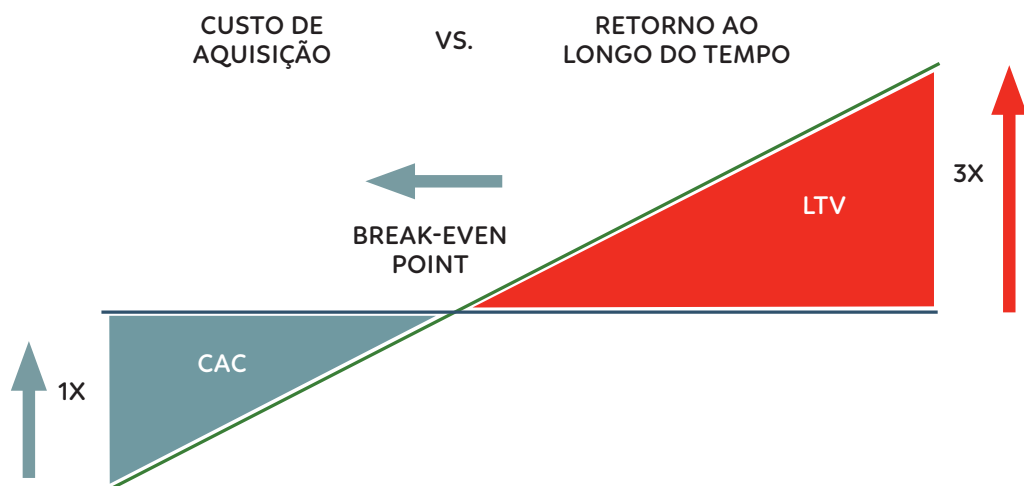 CUSTO DE
AQUISIÇÃO
VS.
RETORNO AO
LONGO DO TEMPO
3X
LTV
BREAK-EVEN
POINT
CAC
1X